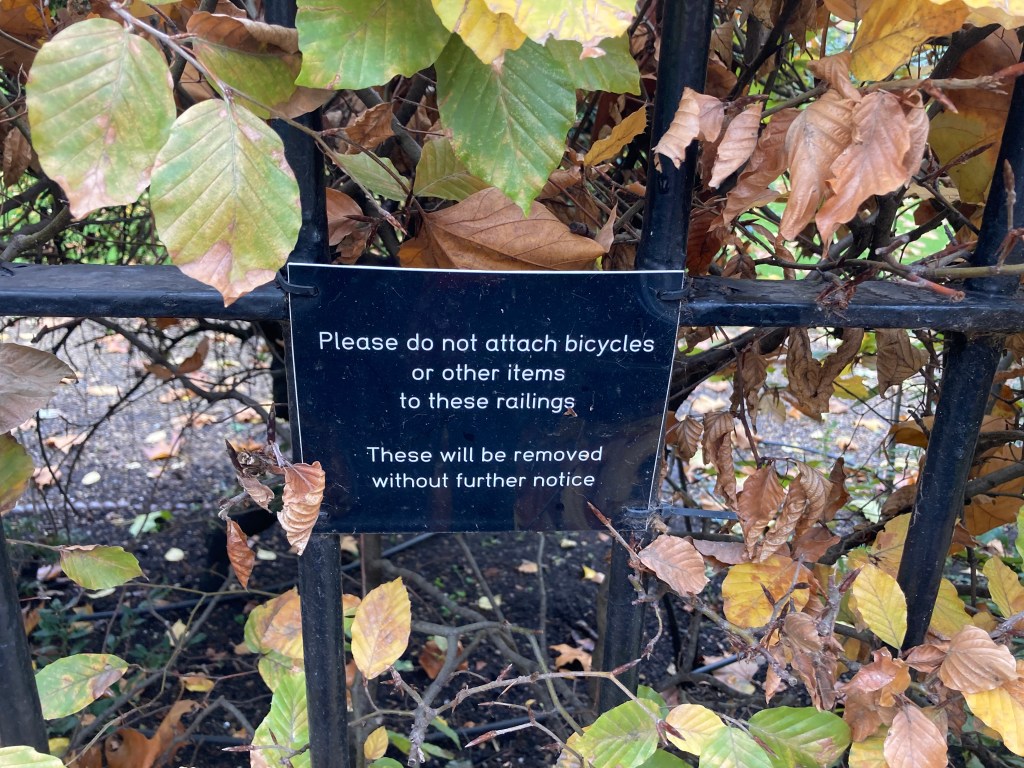 Please do not attach bicycles
or other items
to these railings
These will be removed
without further notice